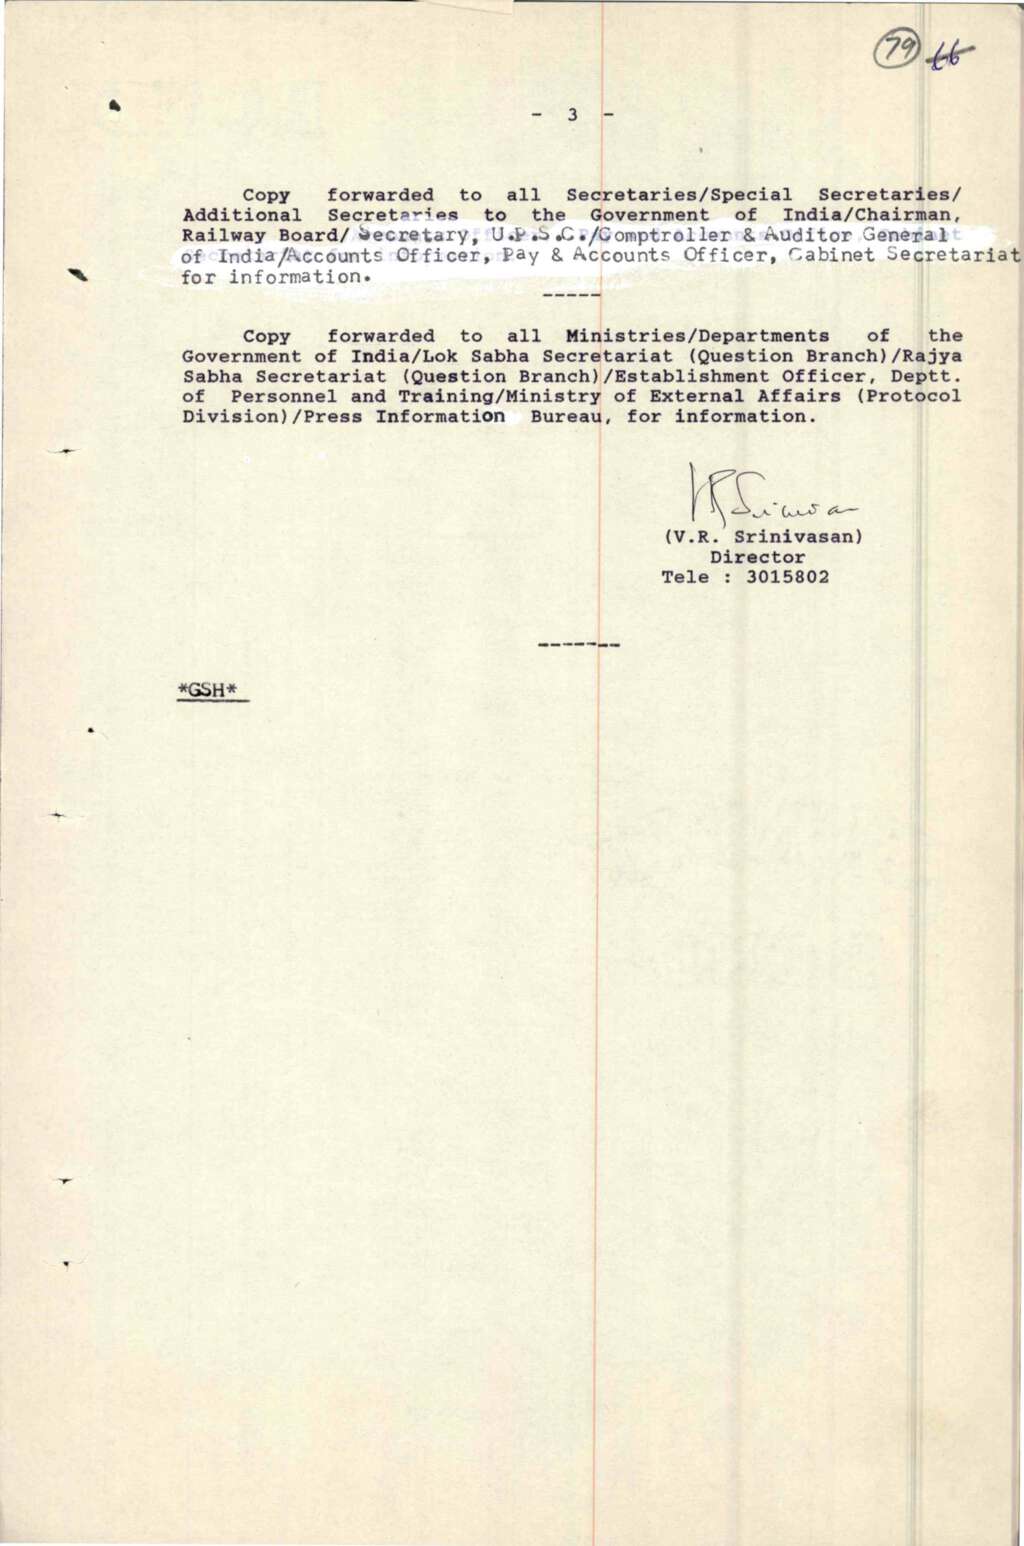 79 66
- 3 -
Copy forwarded to all Secretaries/Special Secretaries/
Additional Secretaries to the Government of India/Chairman,
Railway Board/ Secretary, U.P.S.C./Comptroller & Auditor General
of India/Accounts Officer, Pay & Accounts Officer, Cabinet Secretariat
for information.
-----
Copy forwarded to all Ministries/Departments of the
Government of India/Lok Sabha Secretariat (Question Branch)/Rajya
Sabha Secretariat (Question Branch)/Establishment Officer, Deptt.
of Personnel and Training/Ministry of External Affairs (Protocol
Division)/Press Information Bureau, for information.
VRSrinivasan
(V.R. Srinivasan)
Director
Tele : 3015802
-------
*GSH*